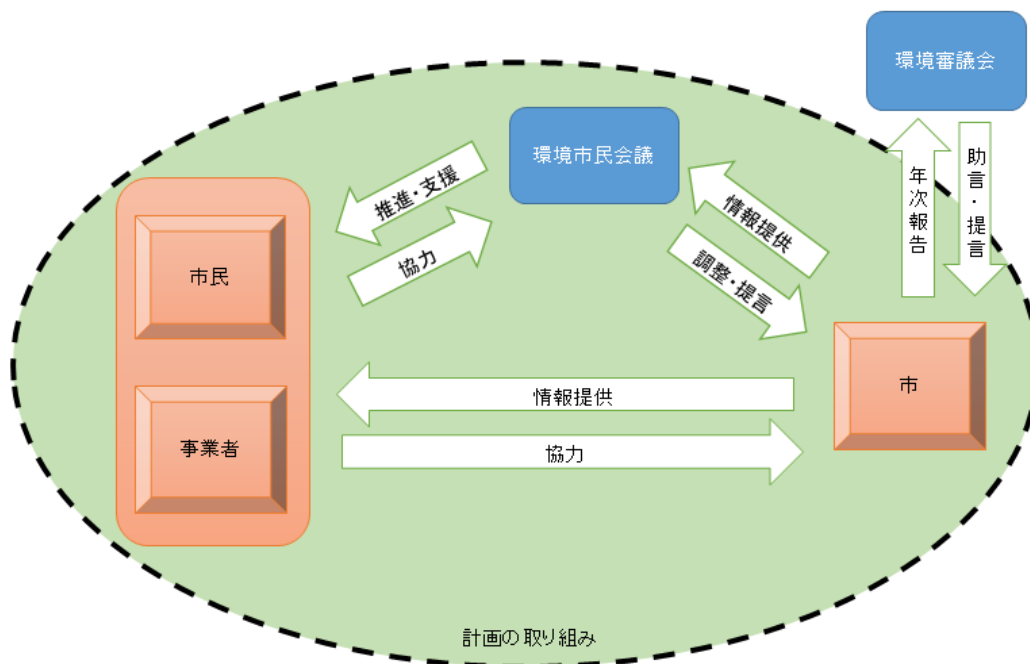 環境審議会
環境市民会議
年次報告
助言・提言
推進・支援
協力
情報提供
調整・提言
市民
事業者
市
情報提供
協力
計画の取り組み